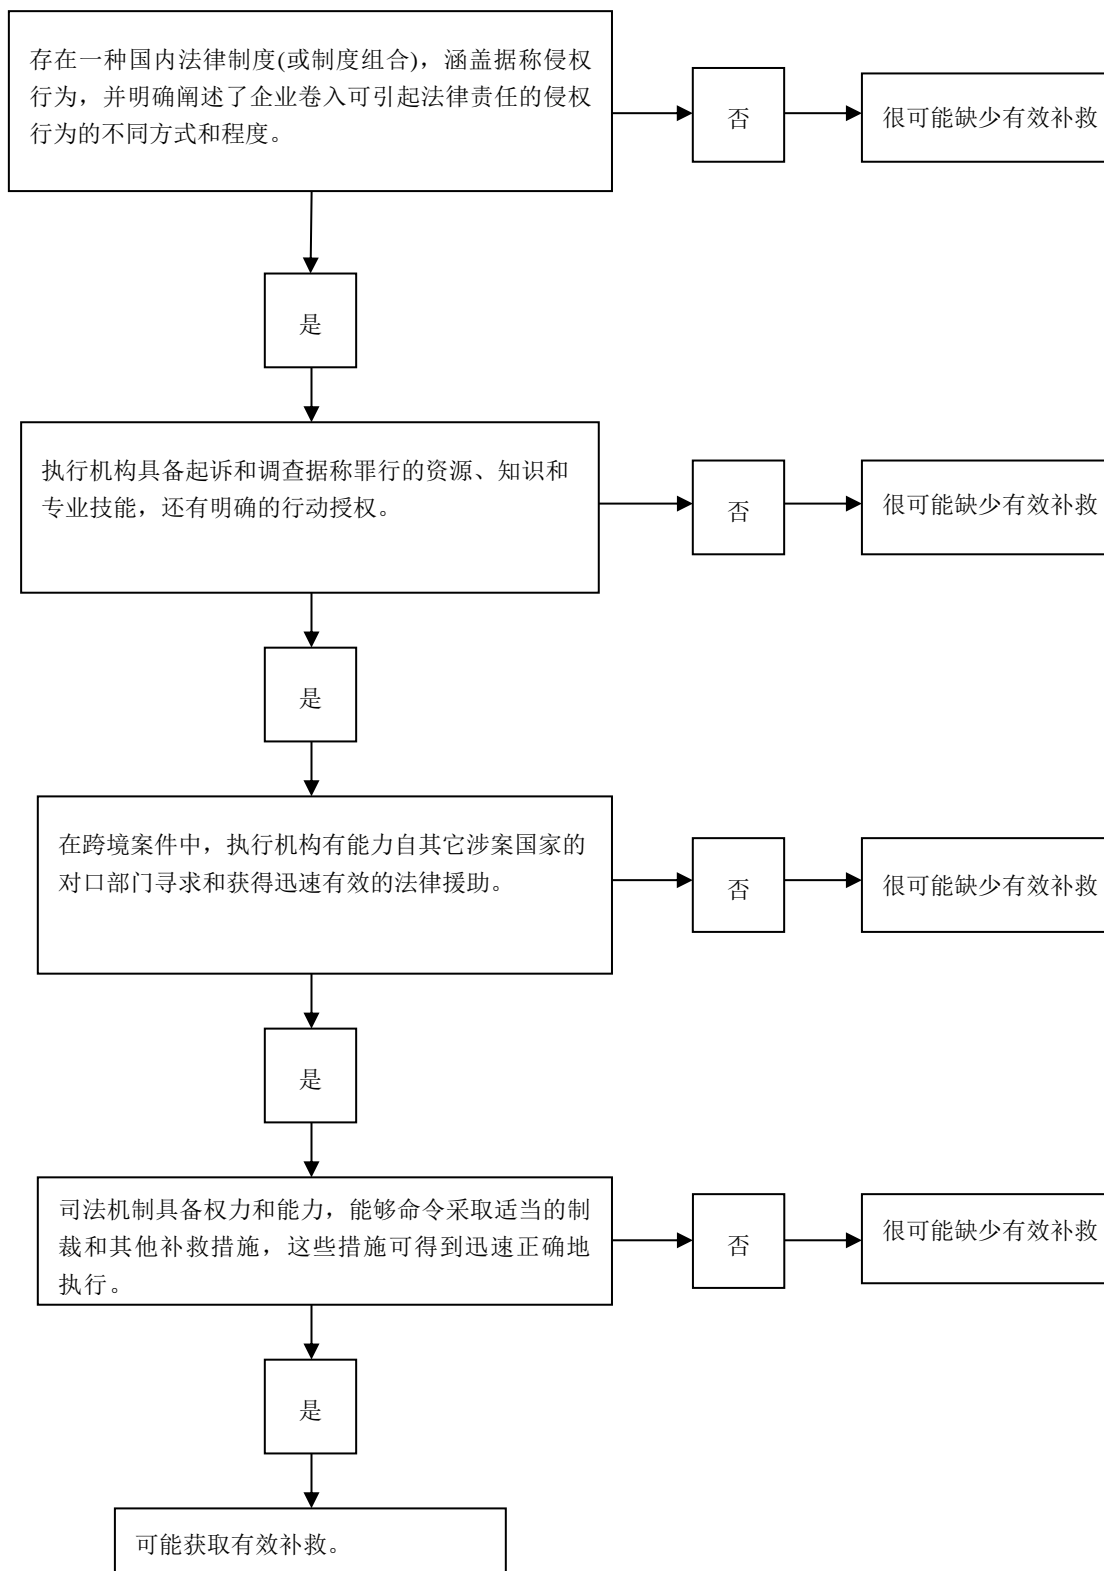 存在一种国内法律制度(或制度组合)，涵盖据称侵权
行为，并明确阐述了企业卷入可引起法律责任的侵权
行为的不同方式和程度。
否
很可能缺少有效补救
是
执行机构具备起诉和调查据称罪行的资源、知识和
专业技能，还有明确的行动授权。
否
很可能缺少有效补救
是
在跨境案件中，执行机构有能力自其它涉案国家的
对口部门寻求和获得迅速有效的法律援助。
否
很可能缺少有效补救
是
司法机制具备权力和能力，能够命令采取适当的制
裁和其他补救措施，这些措施可得到迅速正确地
执行。
否
很可能缺少有效补救
是
可能获取有效补救。